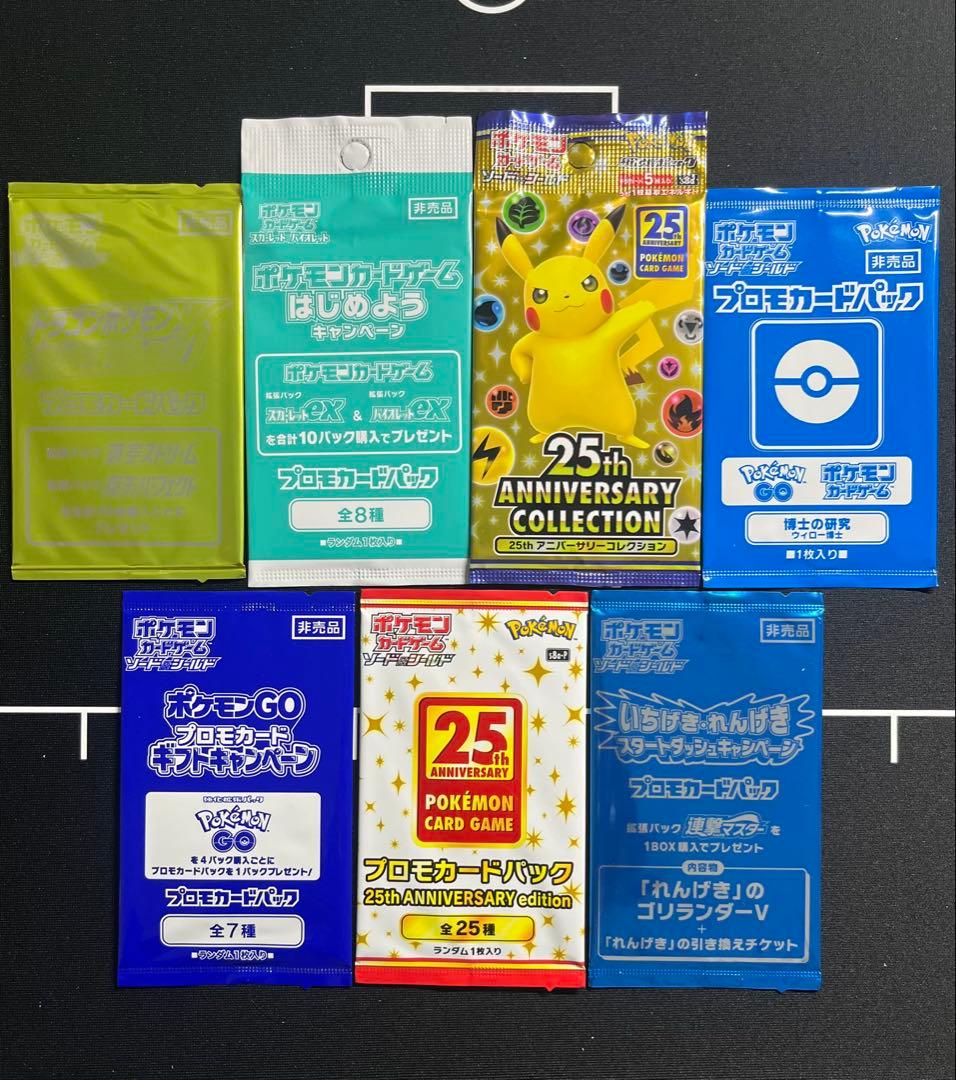 ポケモン
カードゲーム
非売品
ドラゴンポケモン
プロモカードパック
ポケモン
カードゲーム
スカーレット バイオレット
非売品
ポケモンカードゲーム
はじめよう
キャンペーン
ポケモンカードゲーム
拡張パック 拡張パック
スカーレットex & バイオレットex
を合計10パック購入でプレゼント
プロモカードパック
全8種
■ランダム1枚入り■
ポケモン
カードゲーム
ソード&シールド
s8a
25th
ANNIVERSARY
POKÉMON
CARD GAME
25th
ANNIVERSARY
COLLECTION
25th アニバーサリーコレクション
ポケモン
カードゲーム
ソード&シールド
POKÉMON
非売品
プロモカードパック
POKÉMON
GO
ポケモン
カードゲーム
博士の研究
ウィロー博士
■1枚入り■
ポケモン
カードゲーム
ソード&シールド
非売品
ポケモンGO
プロモカード
ギフトキャンペーン
強化拡張パック
POKÉMON
GO
を4パック購入ごとに
プロモカードパックを1パックプレゼント!
プロモカードパック
全7種
■ランダム1枚入り■
ポケモン
カードゲーム
ソード&シールド
POKÉMON
s8a-P
25th
ANNIVERSARY
POKÉMON
CARD GAME
プロモカードパック
25th ANNIVERSARY edition
全25種
ランダム1枚入り
ポケモン
カードゲーム
ソード&シールド
非売品
いちげき・れんげき
スタートダッシュキャンペーン
プロモカードパック
拡張パック 連撃マスター を
1BOX購入でプレゼント
内容物
「れんげき」の
ゴリランダーV
+
「れんげき」の引き換えチケット